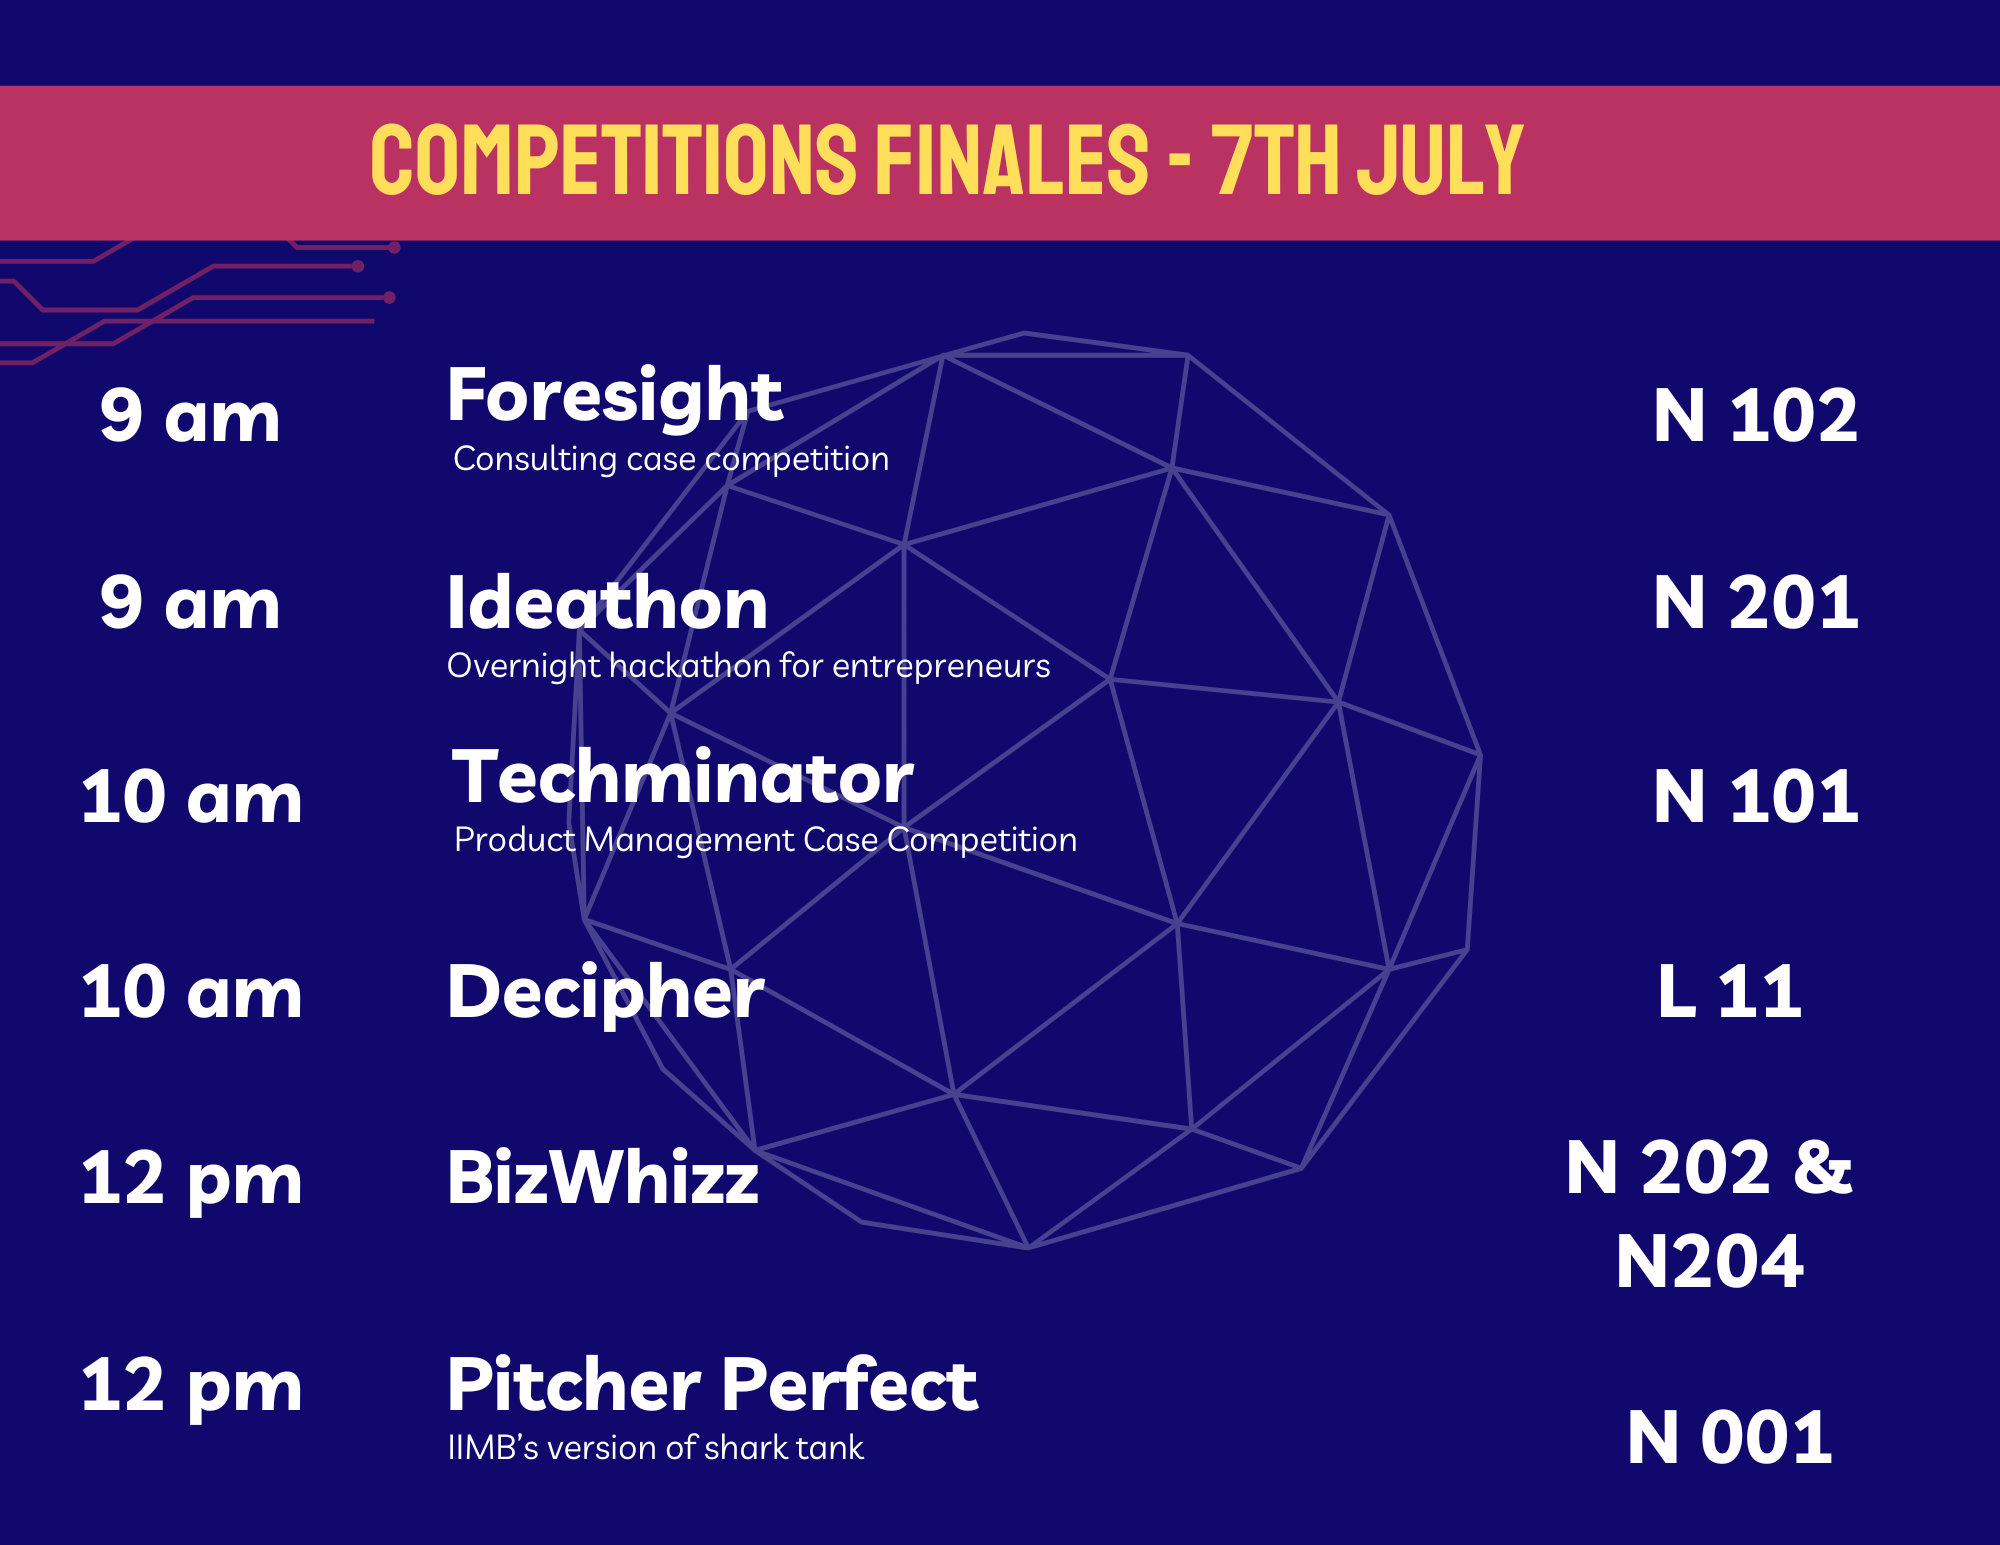 COMPETITIONS FINALES - 7TH JULY
9 am
Foresight
Consulting case competition
N 102
9 am
Ideathon
Overnight hackathon for entrepreneurs
N 201
10 am
Techminator
Product Management Case Competition
N 101
10 am
Decipher
L 11
12 pm
BizWhizz
N 202 &
N204
12 pm
Pitcher Perfect
IIMB’s version of shark tank
N 001